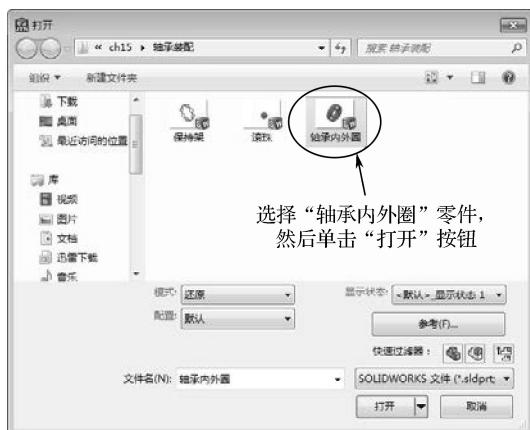 打开
« ch15 ▸ 轴承装配
搜索 轴承装配
组织 ▼ 新建文件夹
下载
桌面
最近访问的位置
库
视频
图片
文档
迅雷下载
音乐
保持架
滚珠
轴承内外圈
选择“轴承内外圈”零件，
然后单击“打开”按钮
模式: 还原
配置: 默认
显示状态: <默认>_显示状态 1
参考(F)...
快速过滤器：
文件名(N): 轴承内外圈
SOLIDWORKS 文件 (*.sldprt;
打开
取消